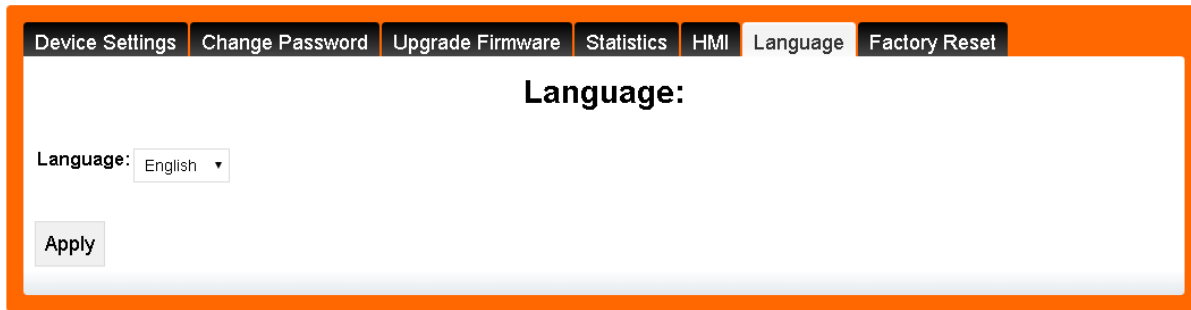 Device Settings Change Password Upgrade Firmware Statistics HMI Language Factory Reset
Language:
Language: English
Apply